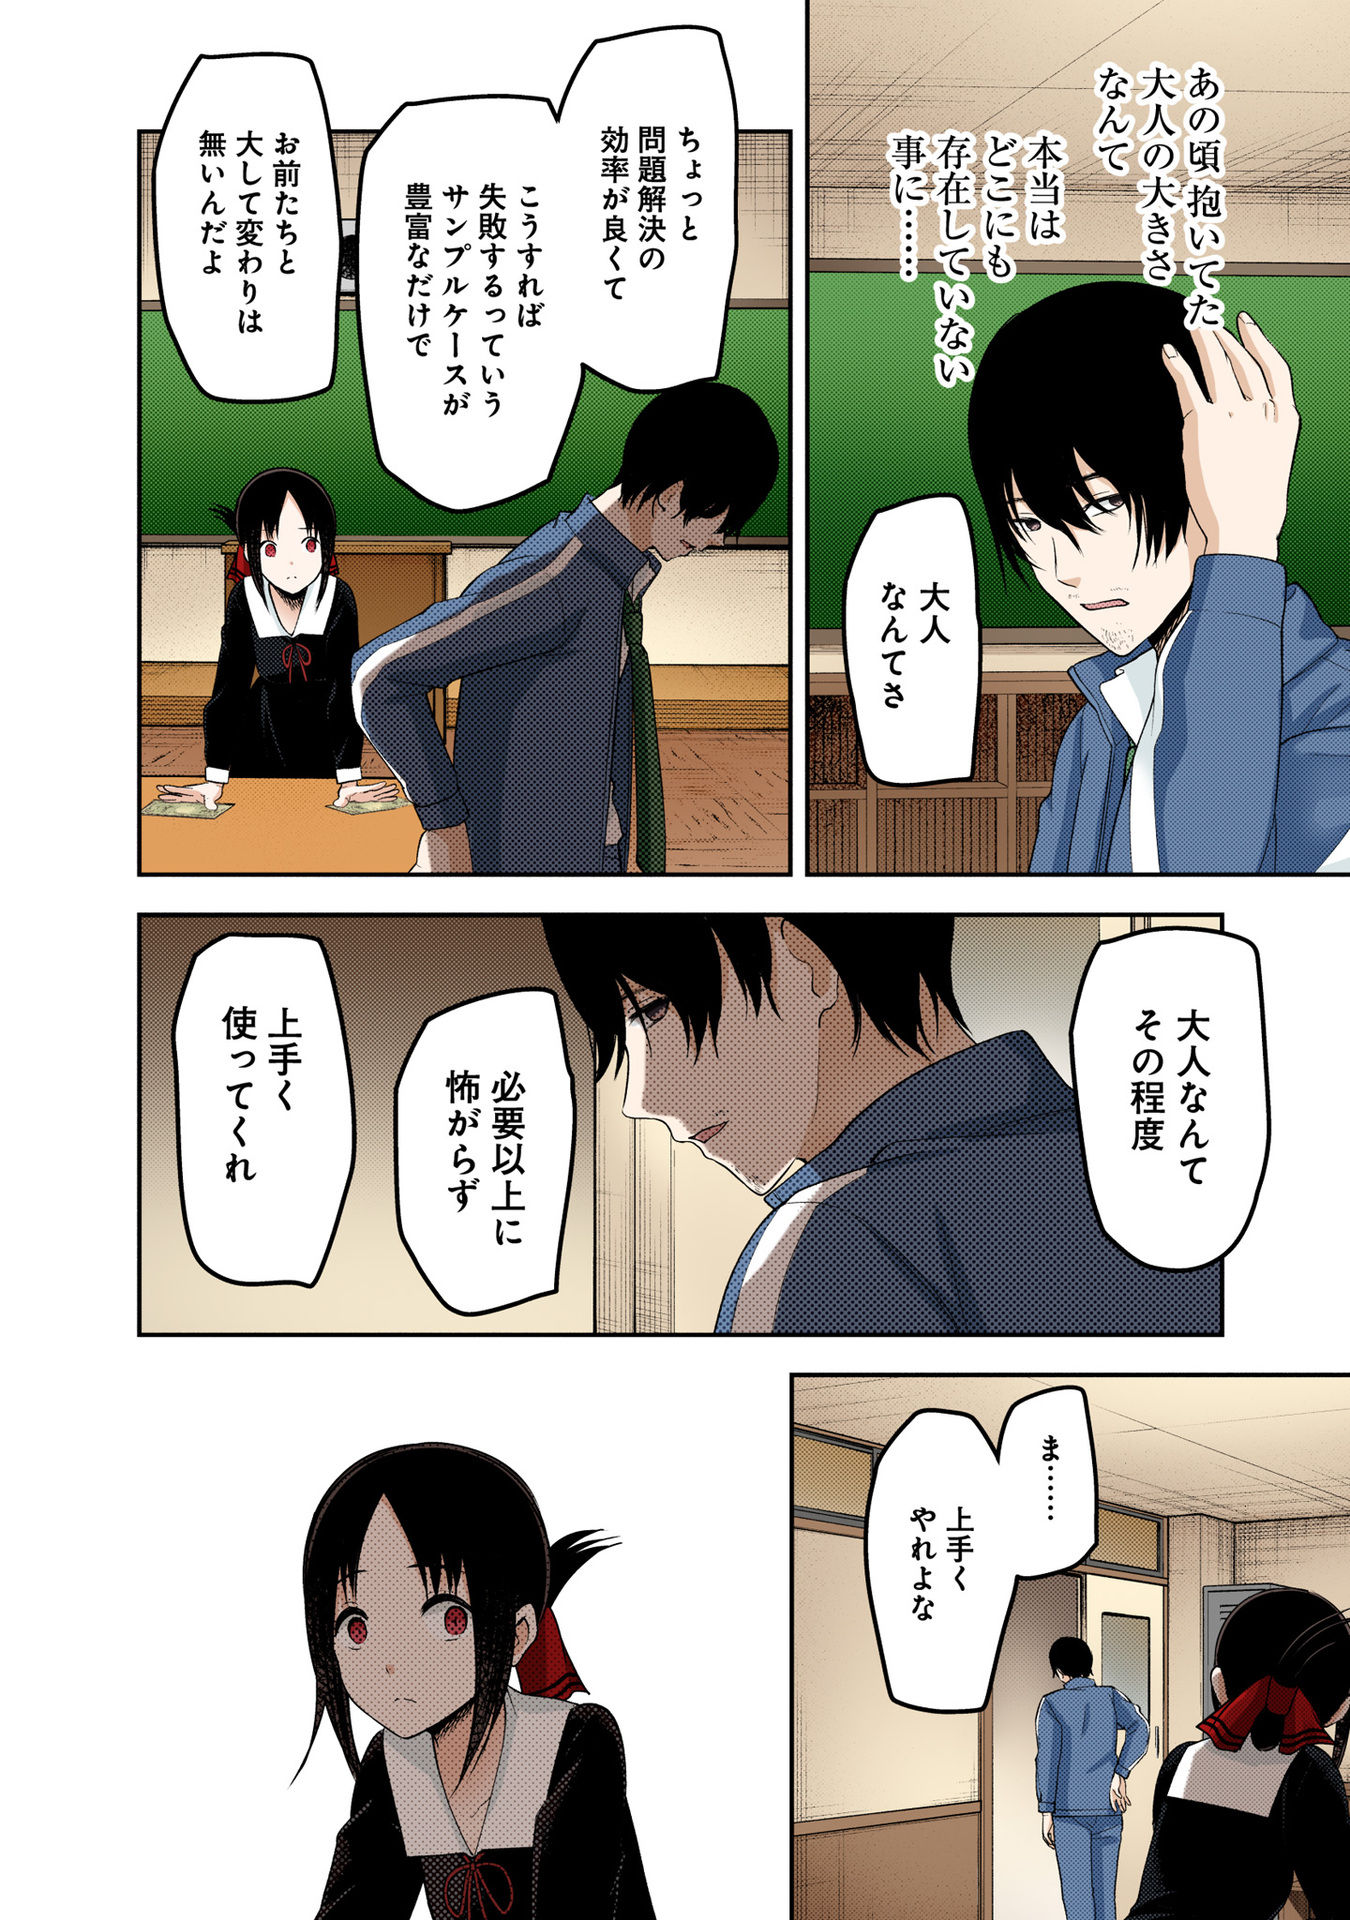 あの頃抱いてた
大人の大きさ
なんて
本当は
どこにも
存在していない
事に……
大人
なんてさ
ちょっと
問題解決の
効率が良くて
こうすれば
失敗するっていう
サンプルケースが
豊富なだけで
お前たちと
大して変わりは
無いんだよ
大人なんて
その程度
必要以上に
怖がらず
上手く
使ってくれ
ま……
上手く
やれよな